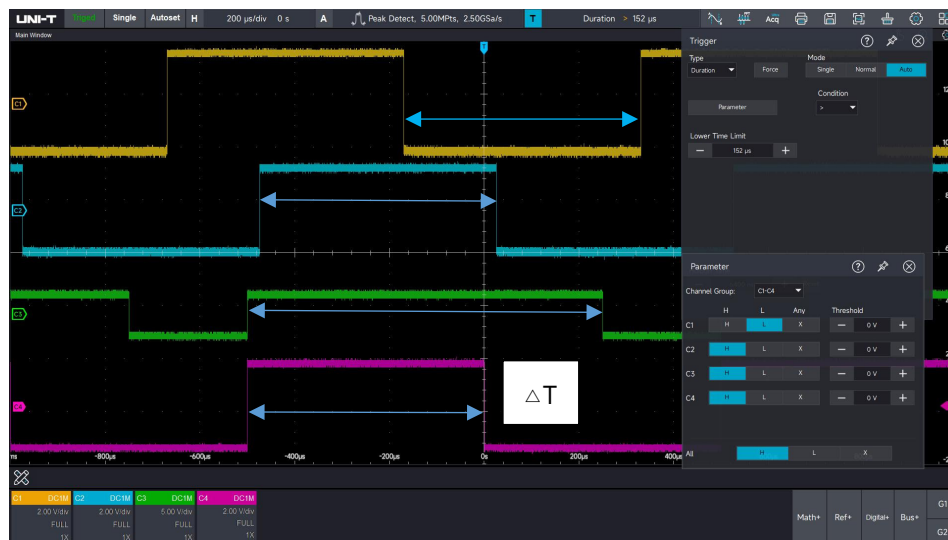 UNI-T Triged Single Autoset H 200 μs/div 0 s A Peak Detect, 5.00MPts, 2.50GSa/s T Duration > 152 μs Acq
Main Window
T
Trigger
Type
Mode
Duration
Force
Single
Normal
Auto
Condition
Parameter
>
Lower Time Limit
− 152 μs +
C1
C2
C3
C4
Parameter
Channel Group: C1-C4
H L Any Threshold
C1 H L X − 0 V +
C2 H L X − 0 V +
C3 H L X − 0 V +
C4 H L X − 0 V +
All H L X
△T
-800μs -600μs -400μs -200μs 0s 200μs 400μs
C1 DC1M C2 DC1M C3 DC1M C4 DC1M
2.00 V/div 2.00 V/div 5.00 V/div 2.00 V/div
FULL FULL FULL FULL
1X 1X 1X 1X
Math+ Ref+ Digital+ Bus+
G1
G2